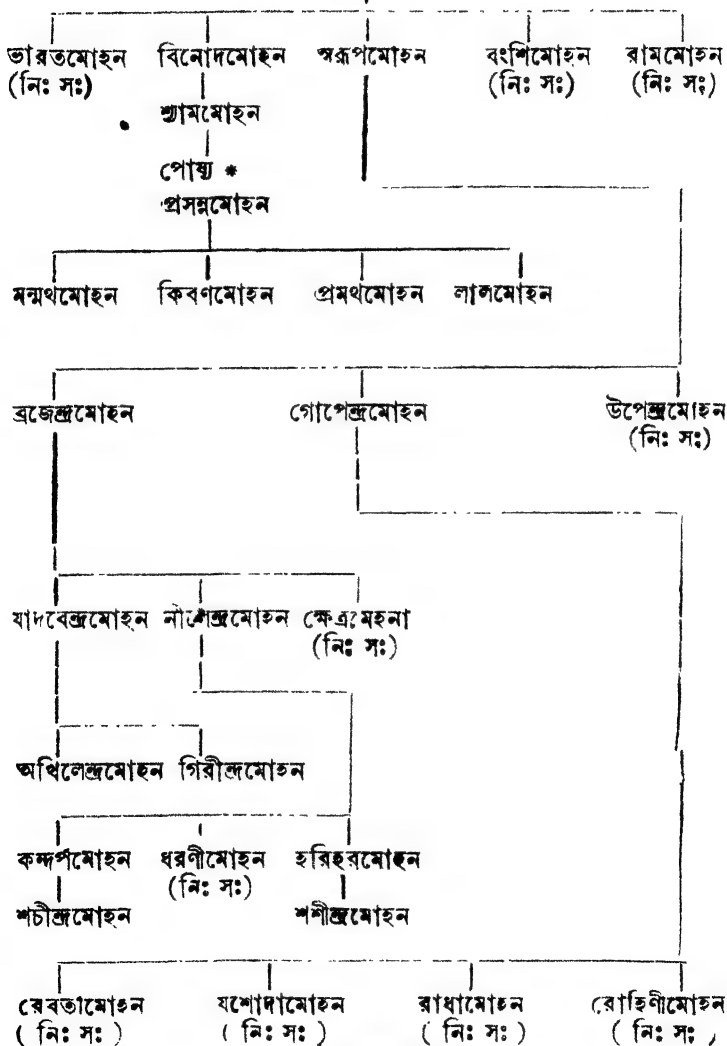 ভারতমোহন বিনোদমোহন স্বরূপমোহন বংশিমোহন রামমোহন
(নিঃ সঃ) (নিঃ সঃ) (নিঃ সঃ)
শ্যামমোহন
পোষ্য *
প্রসন্নমোহন
মন্মথমোহন কিবণমোহন প্রমথমোহন লালমোহন
ব্রজেন্দ্রমোহন গোপেন্দ্রমোহন উপেন্দ্রমোহন
(নিঃ সঃ)
যাদবেন্দ্রমোহন নীলেন্দ্রমোহন ক্ষেত্রমেহনা
(নিঃ সঃ)
অখিলেন্দ্রমোহন গিরীন্দ্রমোহন
কন্দর্পমোহন ধরণীমোহন হরিহরমোহন
(নিঃ সঃ)
শচীন্দ্রমোহন শশীন্দ্রমোহন
রেবতীমোহন যশোদামোহন রাধামোহন রোহিণীমোহন
( নিঃ সঃ ) ( নিঃ সঃ ) ( নিঃ সঃ ) ( নিঃ সঃ )